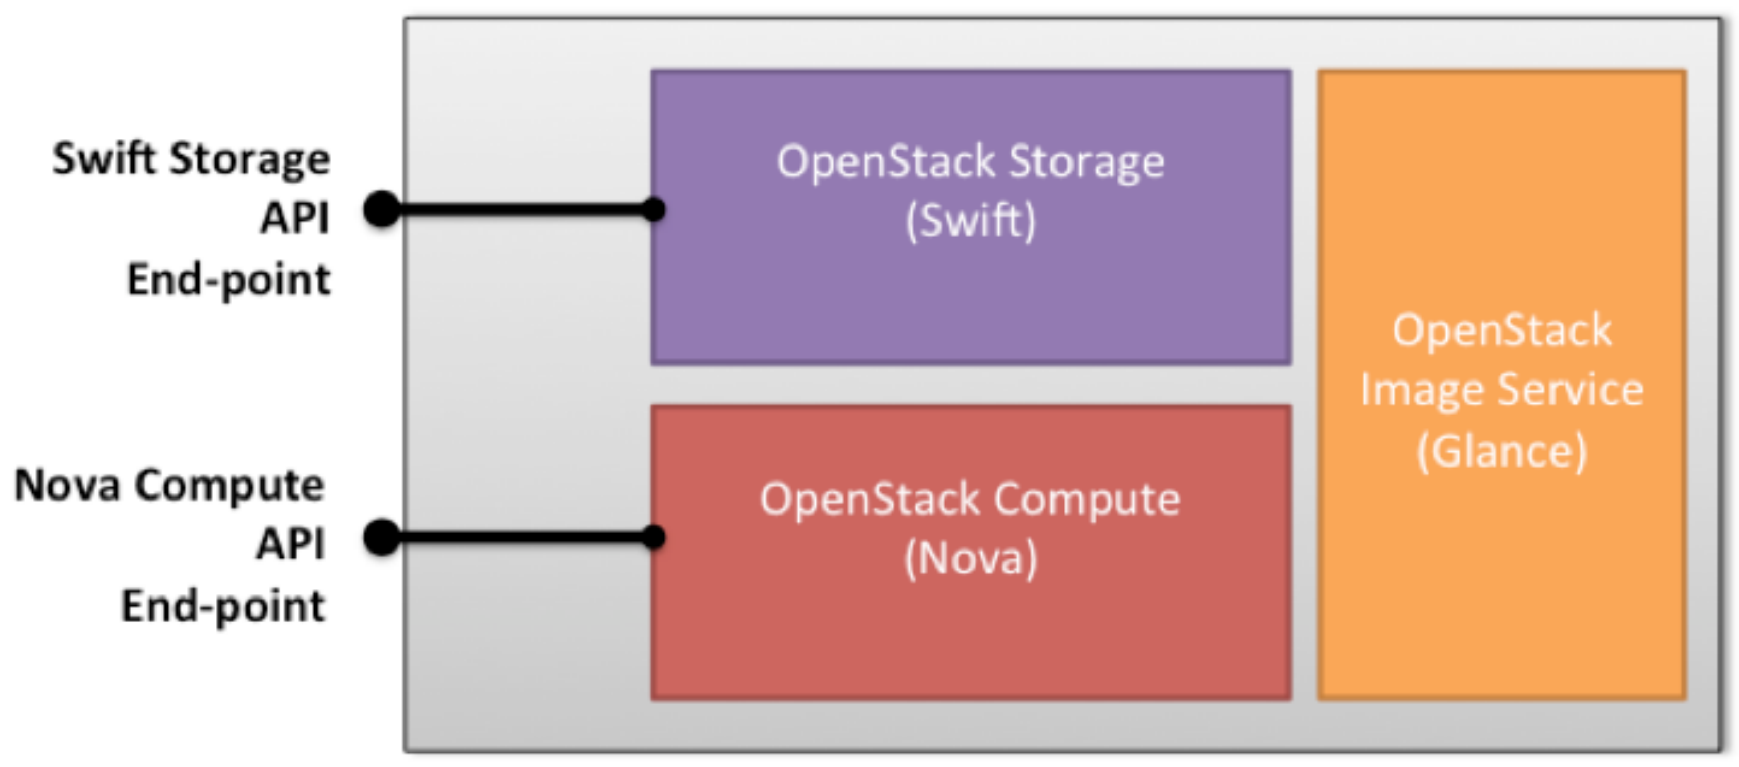 Swift Storage
API
End-point
OpenStack Storage
(Swift)
OpenStack
Image Service
(Glance)
Nova Compute
API
End-point
OpenStack Compute
(Nova)